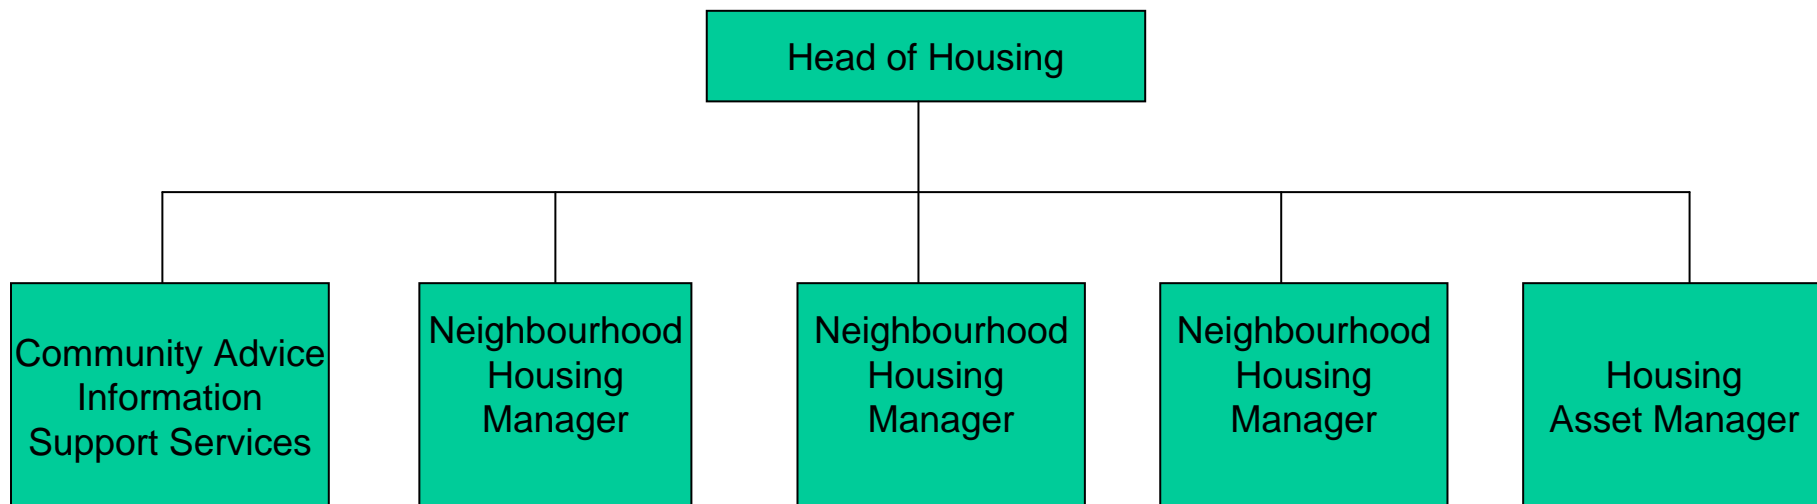 Head of Housing
Community Advice
Information
Support Services
Neighbourhood
Housing
Manager
Neighbourhood
Housing
Manager
Neighbourhood
Housing
Manager
Housing
Asset Manager